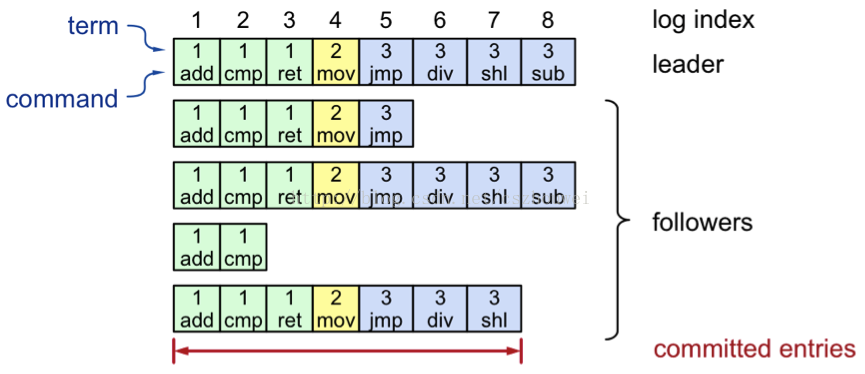 1 2 3 4 5 6 7 8 log index
term
1 1 1 2 3 3 3 3
add cmp ret mov jmp div shl sub
leader
command
1 1 1 2 3
add cmp ret mov jmp
1 1 1 2 3 3 3 3
add cmp ret mov jmp div shl sub
followers
1 1
add cmp
1 1 1 2 3 3 3
add cmp ret mov jmp div shl
committed entries